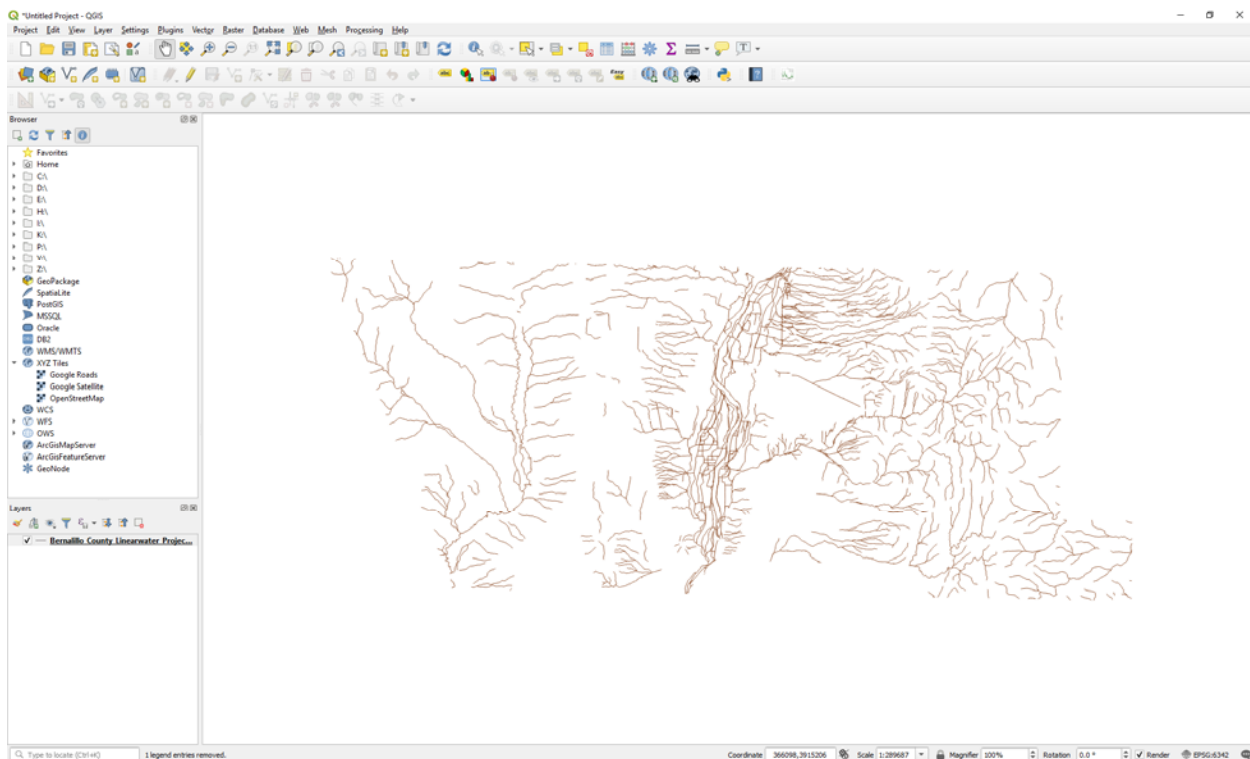 *Untitled Project - QGIS
Project Edit View Layer Settings Plugins Vector Raster Database Web Mesh Processing Help
Browser
Favorites
Home
C:\
D:\
E:\
H:\
I:\
K:\
P:\
Z:\
GeoPackage
SpatiaLite
PostGIS
MSSQL
Oracle
DB2
WMS/WMTS
XYZ Tiles
Google Roads
Google Satellite
OpenStreetMap
WCS
WFS
OWS
ArcGisMapServer
ArcGisFeatureServer
GeoNode
Layers
Bernalillo County Linearwater Projec...
Type to locate (Ctrl+K) 1 legend entries removed. Coordinate 366098,3915206 Scale 1:289687 Magnifier 100% Rotation 0.0 ° Render EPSG:6342